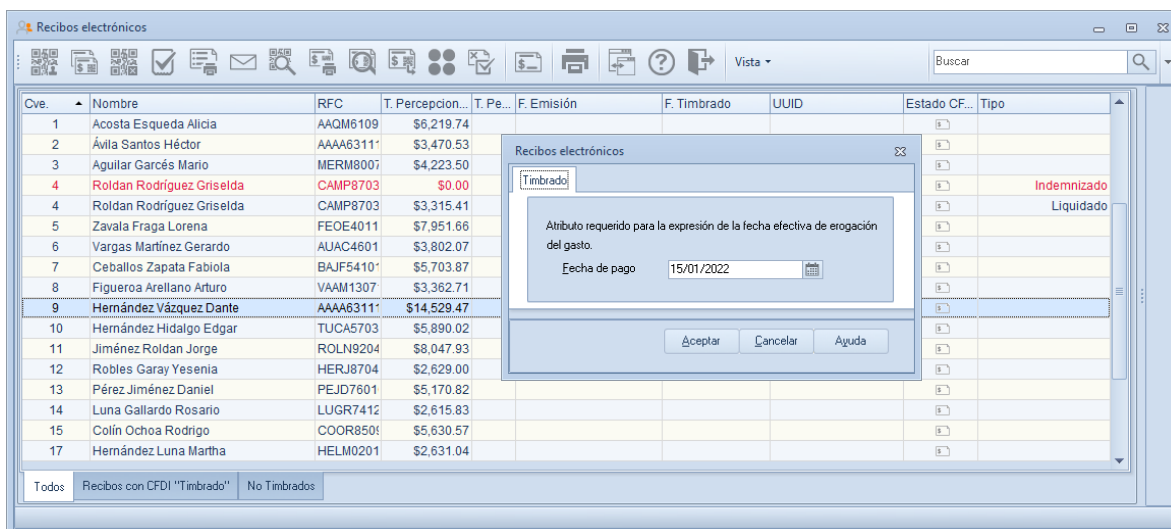 Recibos electrónicos
Vista
Buscar
Cve. Nombre RFC T. Percepcion... T. Pe... F. Emisión F. Timbrado UUID Estado CF... Tipo
1 Acosta Esqueda Alicia AAQM6109 $6,219.74
2 Ávila Santos Héctor AAAA63111 $3,470.53
3 Aguilar Garcés Mario MERM8007 $4,223.50
4 Roldan Rodríguez Griselda CAMP8703 $0.00 Indemnizado
4 Roldan Rodríguez Griselda CAMP8703 $3,315.41 Liquidado
5 Zavala Fraga Lorena FEOE4011 $7,951.66
6 Vargas Martínez Gerardo AUAC4601 $3,802.07
7 Ceballos Zapata Fabiola BAJF5410 $5,703.87
8 Figueroa Arellano Arturo VAAM1307 $3,362.71
9 Hernández Vázquez Dante AAAA63111 $14,529.47
10 Hernández Hidalgo Edgar TUCA5703 $5,890.02
11 Jiménez Roldan Jorge ROLN9204 $8,047.93
12 Robles Garay Yesenia HERJ8704 $2,629.00
13 Pérez Jiménez Daniel PEJD7601 $5,170.82
14 Luna Gallardo Rosario LUGR7412 $2,615.83
15 Colín Ochoa Rodrigo COOR8509 $5,630.57
17 Hernández Luna Martha HELM0201 $2,631.04
Recibos electrónicos
Timbrado
Atributo requerido para la expresión de la fecha efectiva de erogación
del gasto.
Fecha de pago 15/01/2022
Aceptar Cancelar Ayuda
Todos Recibos con CFDI "Timbrado" No Timbrados